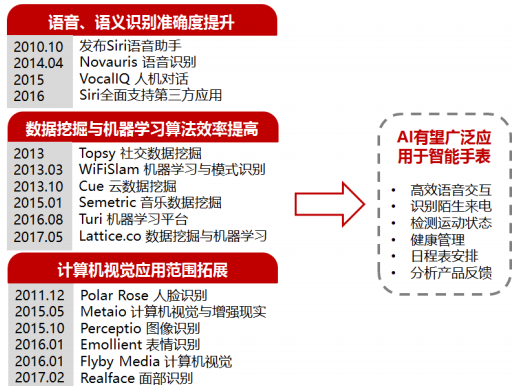 语音、语义识别准确度提升
2010.10 发布Siri语音助手
2014.04 Novauris 语音识别
2015 VocalIQ 人机对话
2016 Siri全面支持第三方应用
数据挖掘与机器学习算法效率提高
2013 Topsy 社交数据挖掘
2013.03 WiFiSlam 机器学习与模式识别
2013.10 Cue 云数据挖掘
2015.01 Semetric 音乐数据挖掘
2016.08 Turi 机器学习平台
2017.05 Lattice.co 数据挖掘与机器学习
计算机视觉应用范围拓展
2011.12 Polar Rose 人脸识别
2015.05 Metaio 计算机视觉与增强现实
2015.10 Perceptio 图像识别
2016.01 Emollient 表情识别
2016.01 Flyby Media 计算机视觉
2017.02 Realface 面部识别
AI有望广泛应
用于智能手表
• 高效语音交互
• 识别陌生来电
• 检测运动状态
• 健康管理
• 日程表安排
• 分析产品反馈